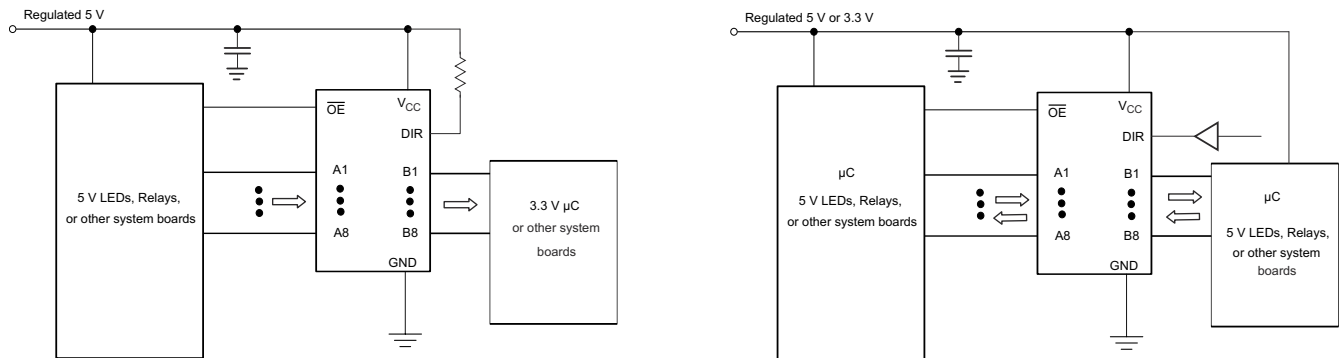 Regulated 5 V
OE
VCC
DIR
5 V LEDs, Relays,
or other system boards
A1
B1
A8
B8
GND
3.3 V µC
or other system
boards
Regulated 5 V or 3.3 V
OE
VCC
DIR
µC
5 V LEDs, Relays,
or other system boards
A1
B1
A8
B8
GND
µC
5 V LEDs, Relays,
or other system
boards